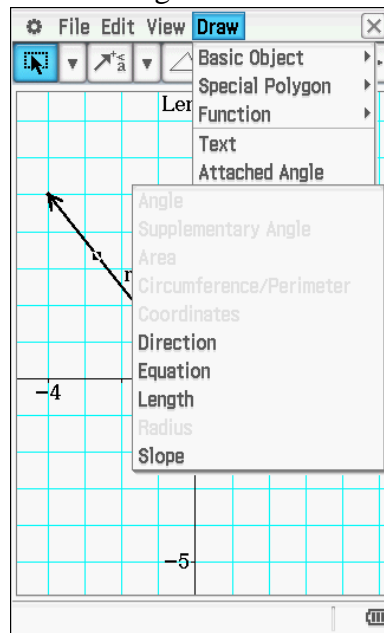 File Edit View Draw
Basic Object
Special Polygon
Function
Text
Attached Angle
Angle
Supplementary Angle
Area
Circumference/Perimeter
Coordinates
Direction
Equation
Length
Radius
Slope
Len
r
-4
-5